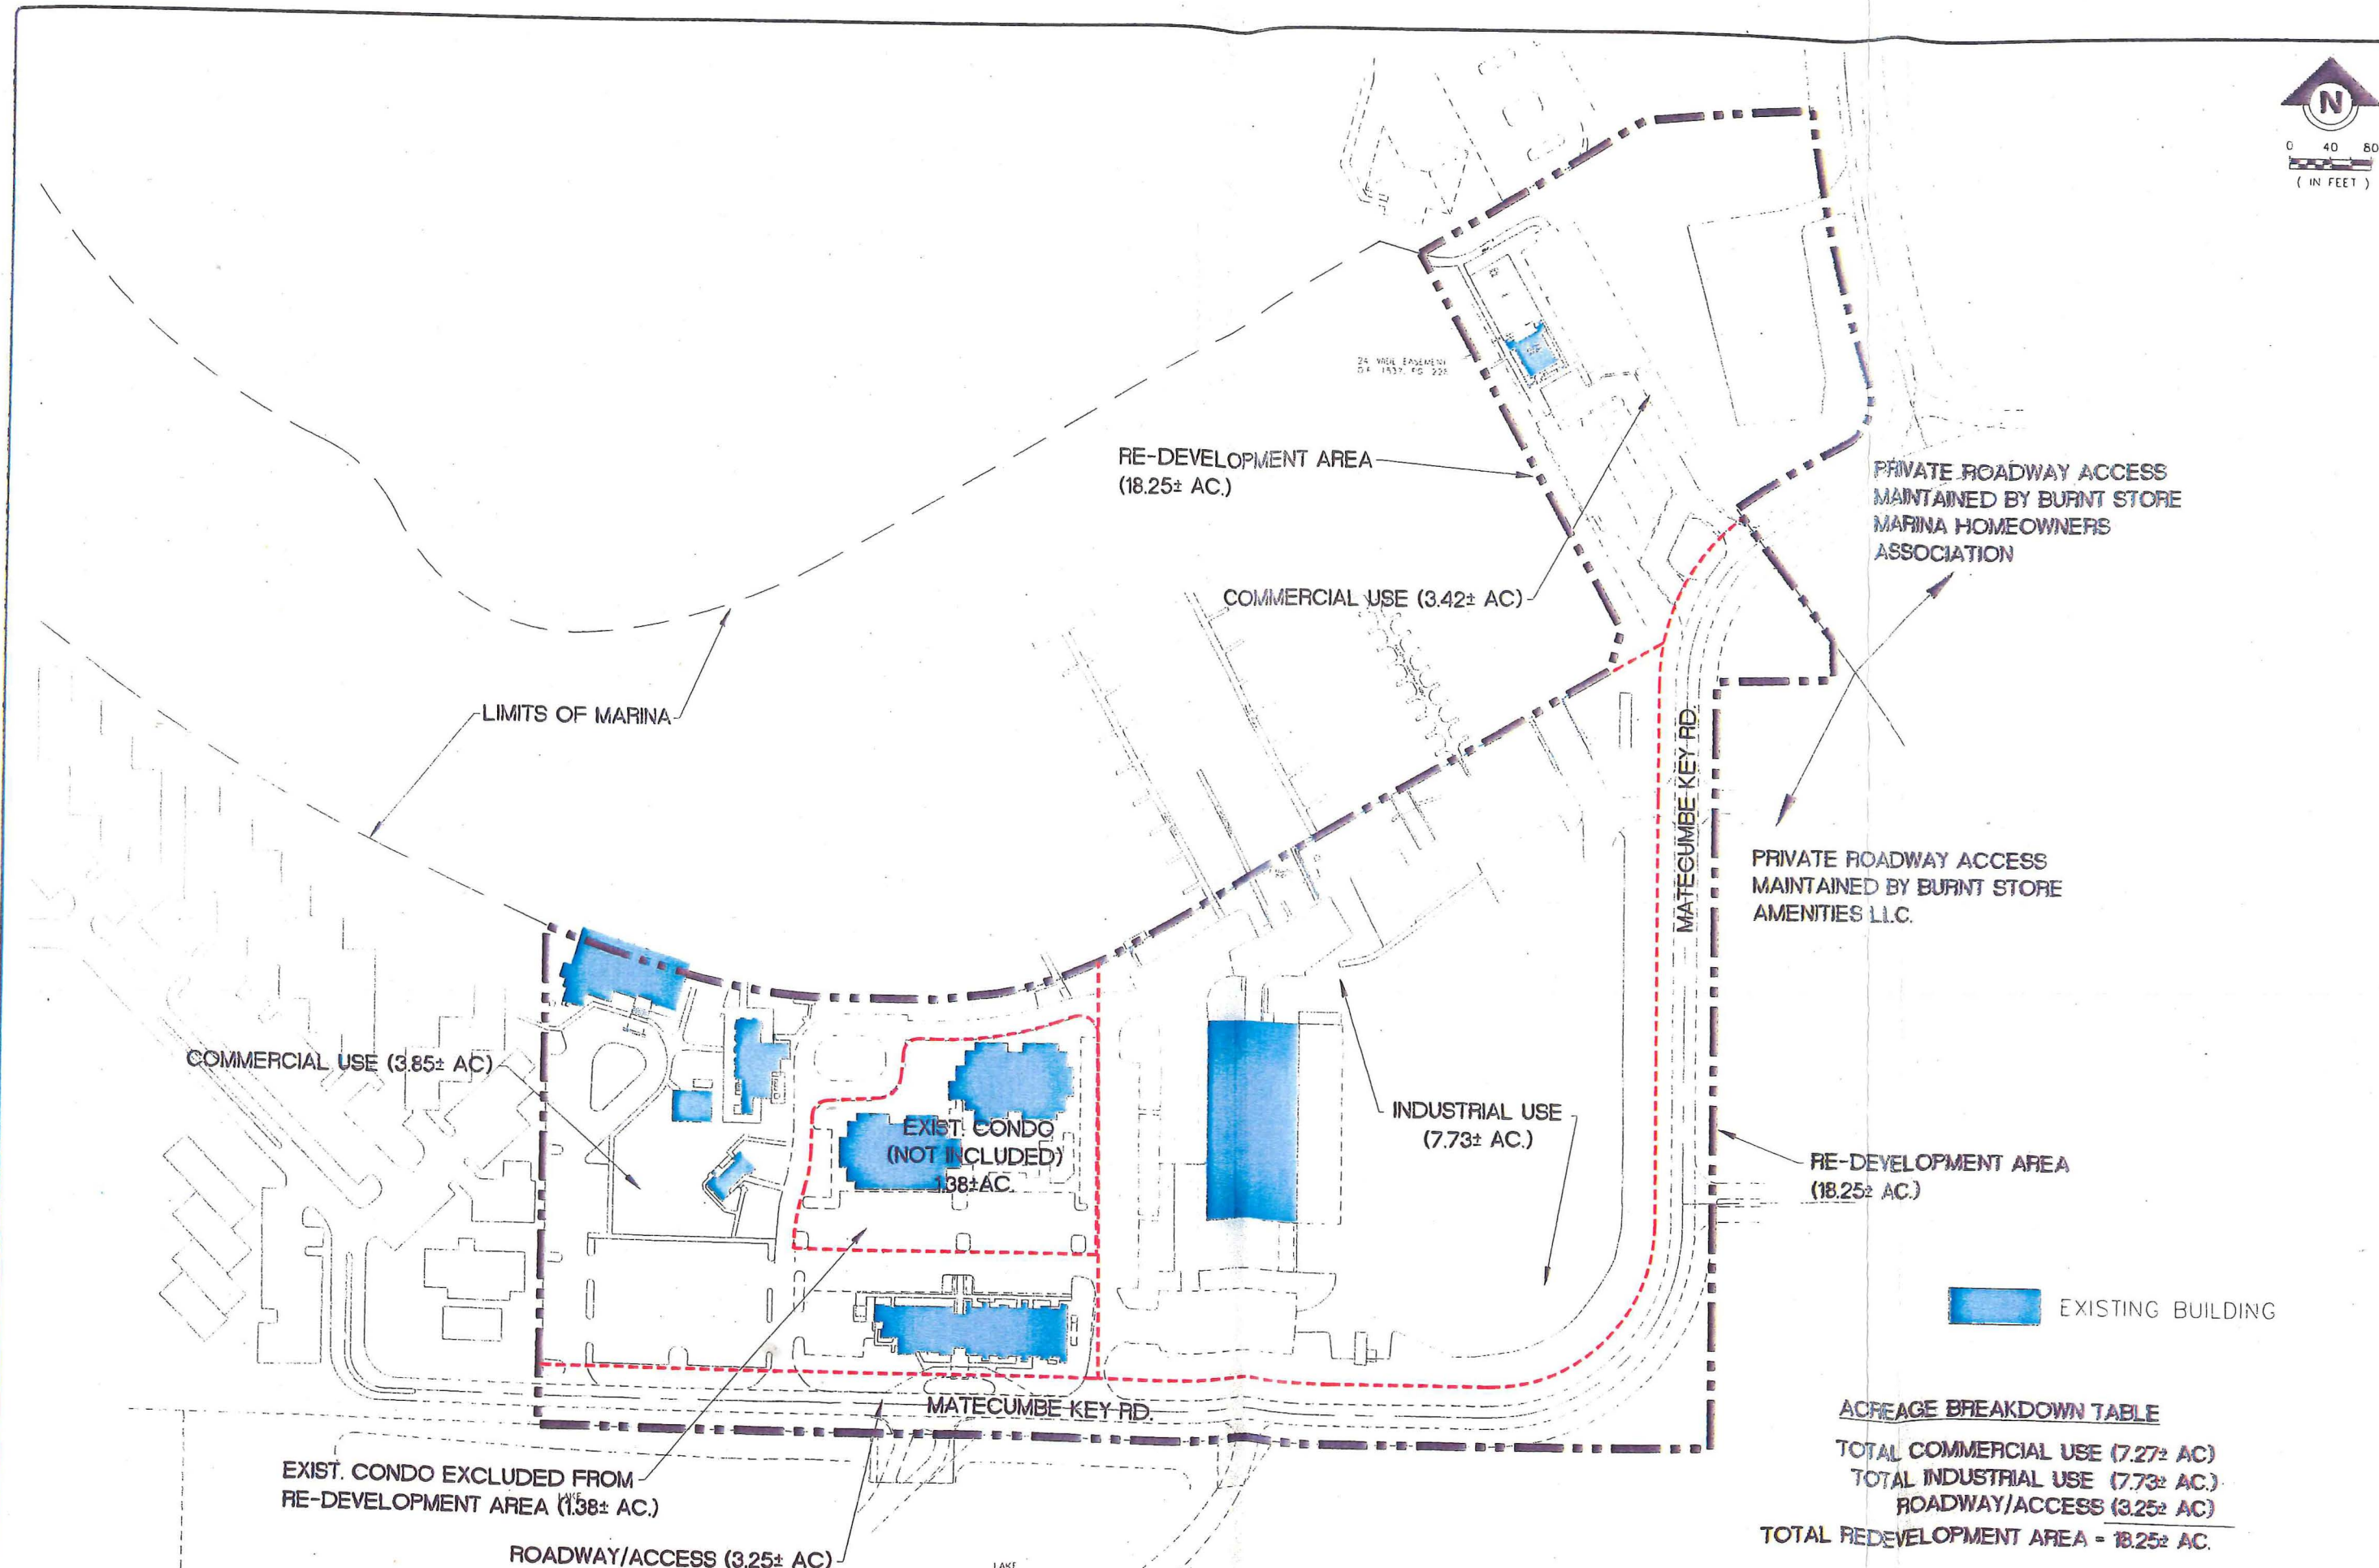 N
0 40 80
( IN FEET )
RE-DEVELOPMENT AREA
(18.25± AC.)
COMMERCIAL USE (3.42± AC)
PRIVATE ROADWAY ACCESS
MAINTAINED BY BURNT STORE
MARINA HOMEOWNERS
ASSOCIATION
LIMITS OF MARINA
MATECUMBE KEY RD.
PRIVATE ROADWAY ACCESS
MAINTAINED BY BURNT STORE
AMENITIES LLC.
COMMERCIAL USE (3.85± AC)
EXIST. CONDO
(NOT INCLUDED)
1.38±AC.
INDUSTRIAL USE
(7.73± AC.)
RE-DEVELOPMENT AREA
(18.25± AC.)
EXISTING BUILDING
MATECUMBE KEY RD.
EXIST. CONDO EXCLUDED FROM
RE-DEVELOPMENT AREA (1.38± AC.)
LAKE
ROADWAY/ACCESS (3.25± AC)
LAKE
ACREAGE BREAKDOWN TABLE
TOTAL COMMERCIAL USE (7.27± AC)
TOTAL INDUSTRIAL USE (7.73± AC.)
ROADWAY/ACCESS (3.25± AC)
TOTAL REDEVELOPMENT AREA = 18.25± AC.